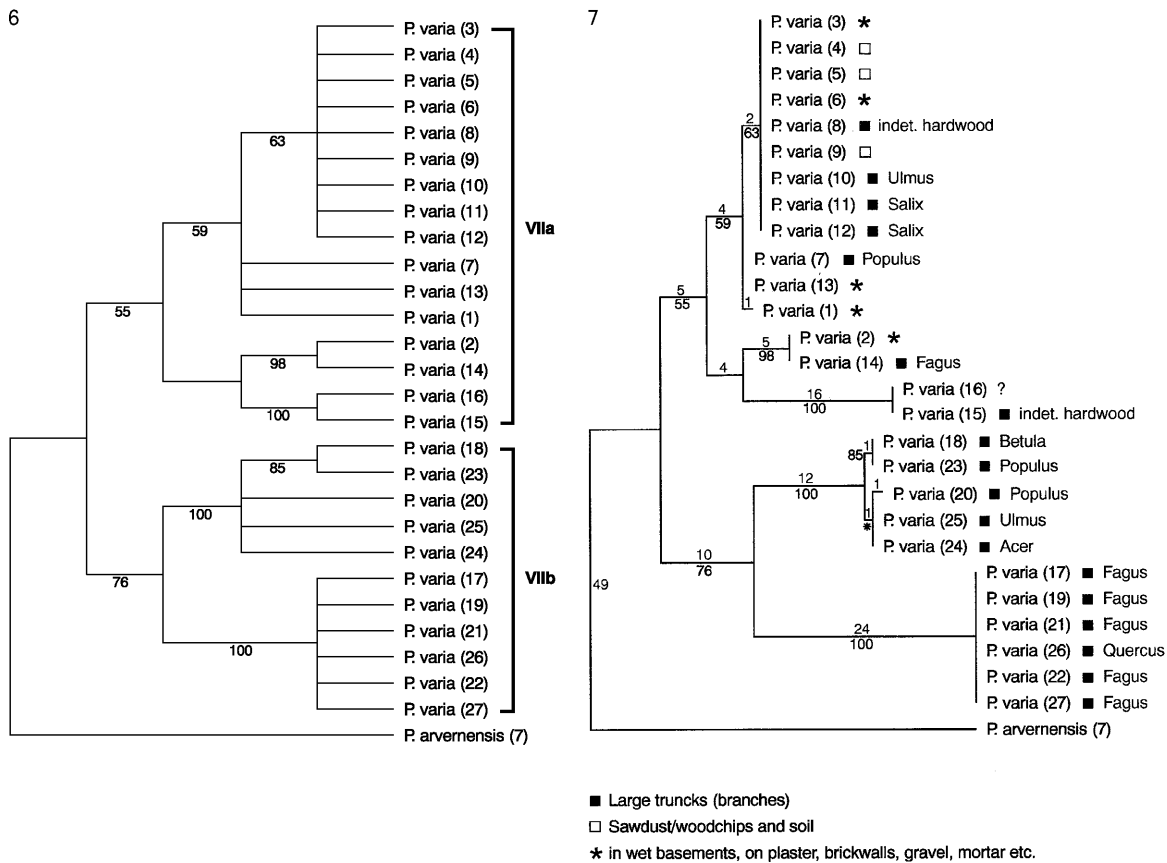 6
P. varia (3)
P. varia (4)
P. varia (5)
P. varia (6)
P. varia (8)
P. varia (9)
P. varia (10)
P. varia (11)
P. varia (12)
P. varia (7)
P. varia (13)
P. varia (1)
P. varia (2)
P. varia (14)
P. varia (16)
P. varia (15)
P. varia (18)
P. varia (23)
P. varia (20)
P. varia (25)
P. varia (24)
P. varia (17)
P. varia (19)
P. varia (21)
P. varia (26)
P. varia (22)
P. varia (27)
P. arvernensis (7)
63
59
55
98
100
85
100
76
100
VIIa
VIIb
7
P. varia (3) *
P. varia (4) □
P. varia (5) □
P. varia (6) *
P. varia (8) ■ indet. hardwood
P. varia (9) □
P. varia (10) ■ Ulmus
P. varia (11) ■ Salix
P. varia (12) ■ Salix
P. varia (7) ■ Populus
P. varia (13) *
P. varia (1) *
P. varia (2) *
P. varia (14) ■ Fagus
P. varia (16) ?
P. varia (15) ■ indet. hardwood
P. varia (18) ■ Betula
P. varia (23) ■ Populus
P. varia (20) ■ Populus
P. varia (25) ■ Ulmus
P. varia (24) ■ Acer
P. varia (17) ■ Fagus
P. varia (19) ■ Fagus
P. varia (21) ■ Fagus
P. varia (26) ■ Quercus
P. varia (22) ■ Fagus
P. varia (27) ■ Fagus
P. arvernensis (7)
2
63
4
59
5
55
1
5
98
4
16
100
1
85
12
100
1
1
*
10
76
24
100
49
■ Large truncks (branches)
□ Sawdust/woodchips and soil
* in wet basements, on plaster, brickwalls, gravel, mortar etc.